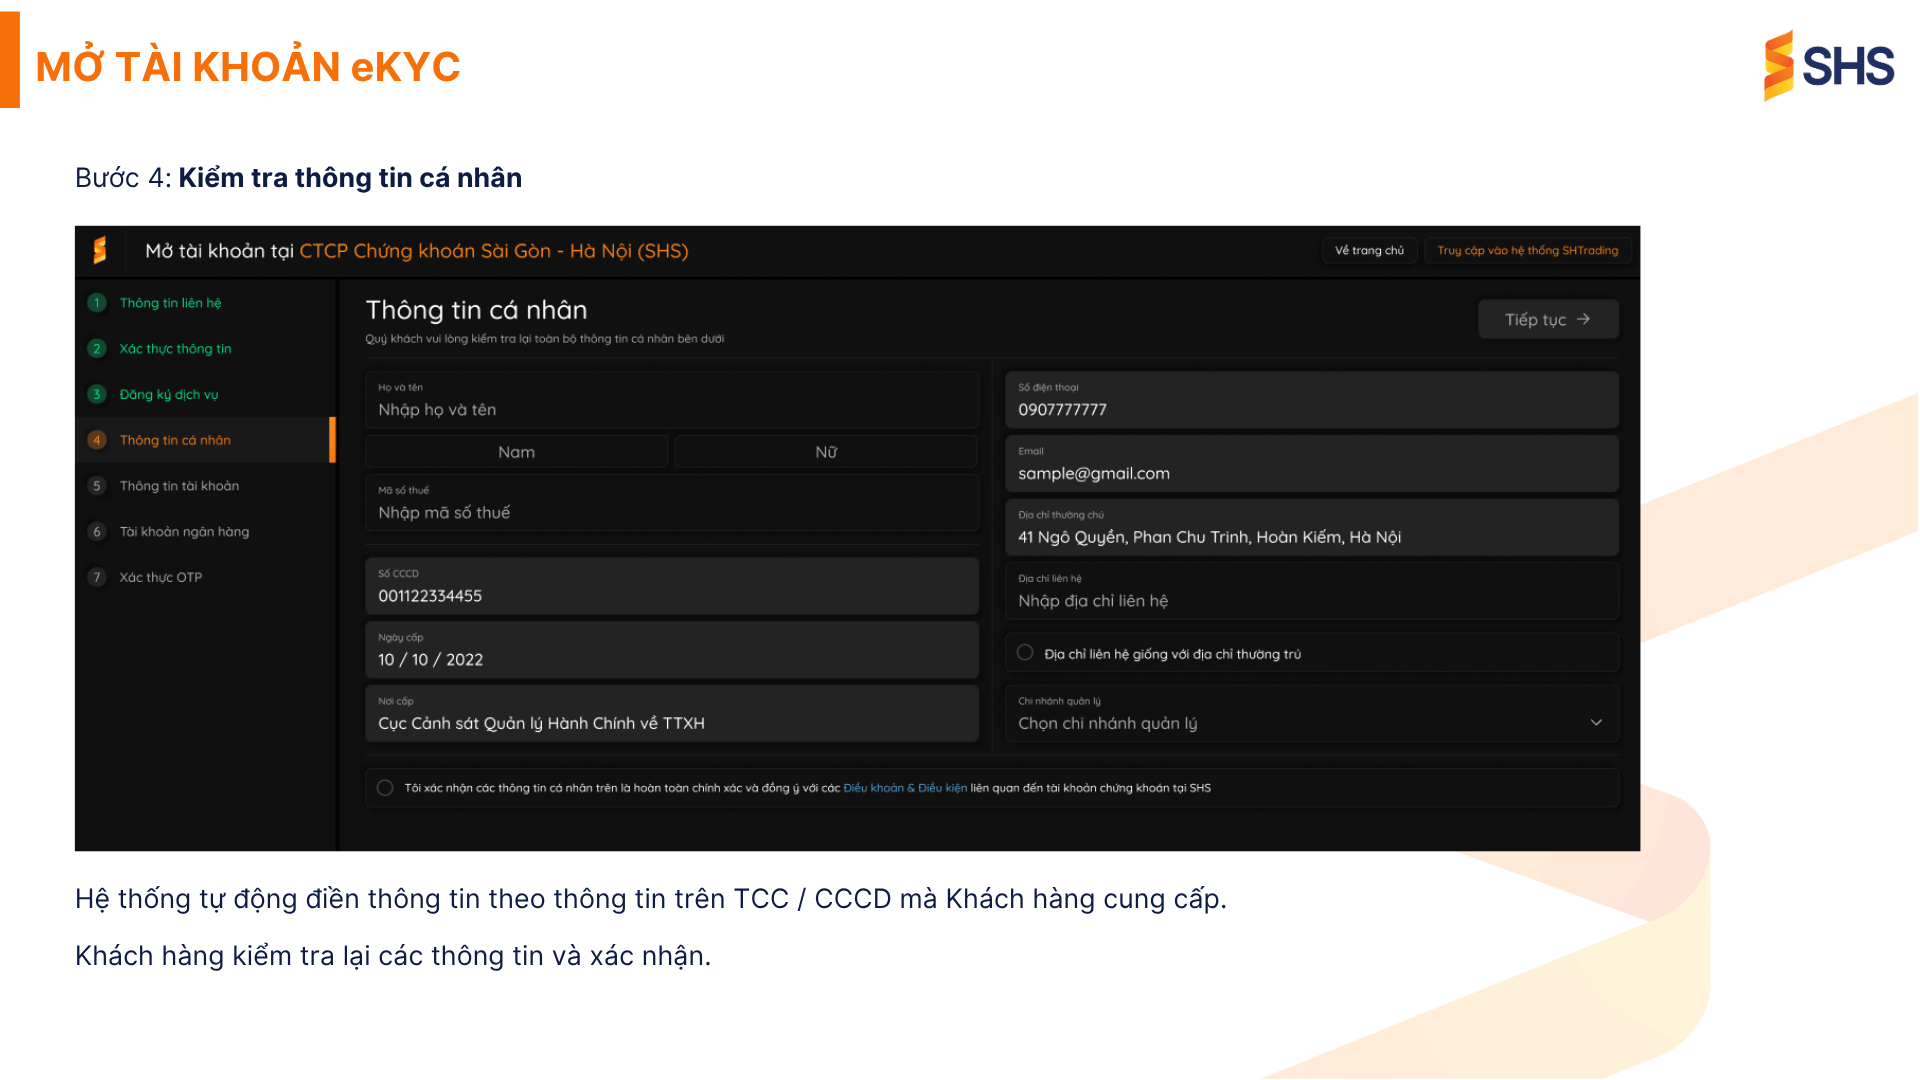 MỞ TÀI KHOẢN eKYC
SHS
Bước 4: Kiểm tra thông tin cá nhân
Mở tài khoản tại CTCP Chứng khoán Sài Gòn - Hà Nội (SHS)
Về trang chủ
Truy cập vào hệ thống SHTrading
1 Thông tin liên hệ
2 Xác thực thông tin
3 Đăng ký dịch vụ
4 Thông tin cá nhân
5 Thông tin tài khoản
6 Tài khoản ngân hàng
7 Xác thực OTP
Thông tin cá nhân
Quý khách vui lòng kiểm tra lại toàn bộ thông tin cá nhân bên dưới
Tiếp tục →
Họ và tên
Nhập họ và tên
Nam
Nữ
Mã số thuế
Nhập mã số thuế
Số CCCD
001122334455
Ngày cấp
10 / 10 / 2022
Nơi cấp
Cục Cảnh sát Quản lý Hành Chính về TTXH
Số điện thoại
0907777777
Email
sample@gmail.com
Địa chỉ thường chú
41 Ngô Quyền, Phan Chu Trinh, Hoàn Kiếm, Hà Nội
Địa chỉ liên hệ
Nhập địa chỉ liên hệ
Địa chỉ liên hệ giống với địa chỉ thường trú
Chi nhánh quản lý
Chọn chi nhánh quản lý
Tôi xác nhận các thông tin cá nhân trên là hoàn toàn chính xác và đồng ý với các Điều khoản & Điều kiện liên quan đến tài khoản chứng khoán tại SHS
Hệ thống tự động điền thông tin theo thông tin trên TCC / CCCD mà Khách hàng cung cấp.
Khách hàng kiểm tra lại các thông tin và xác nhận.